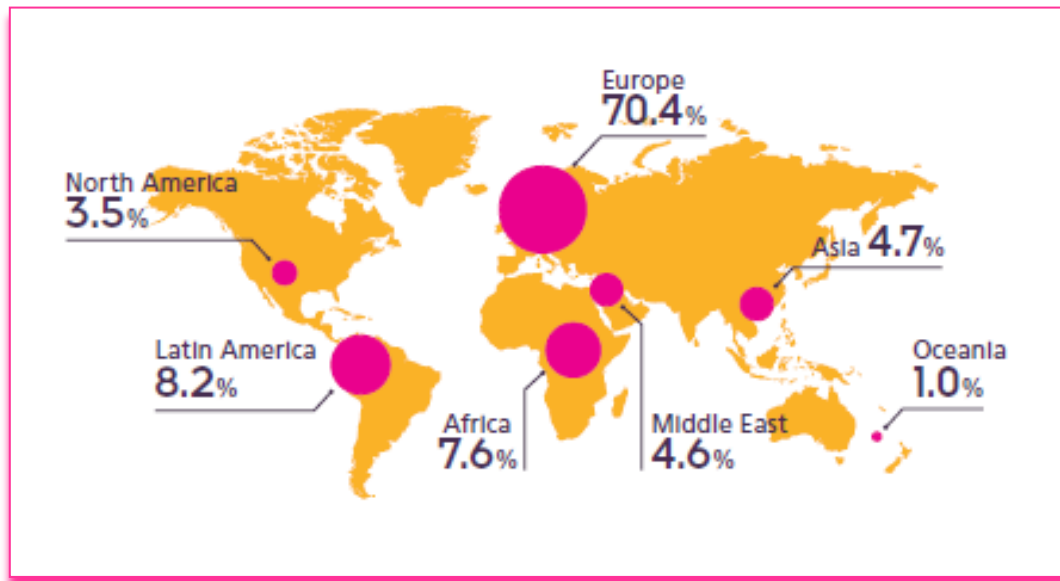 Europe
70.4%
North America
3.5%
Asia 4.7%
Latin America
8.2%
Oceania
1.0%
Africa
7.6%
Middle East
4.6%